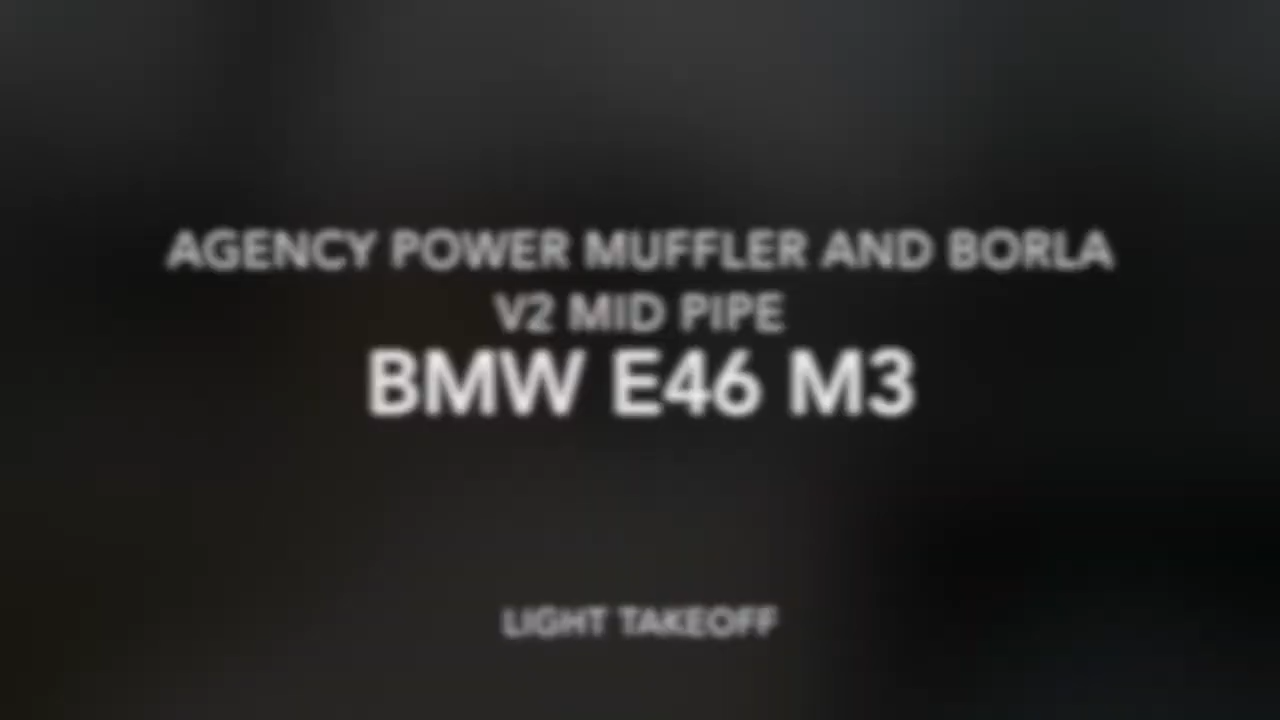 AGENCY POWER MUFFLER AND BORLA
V2 MID PIPE
BMW E46 M3
LIGHT TAKEOFF